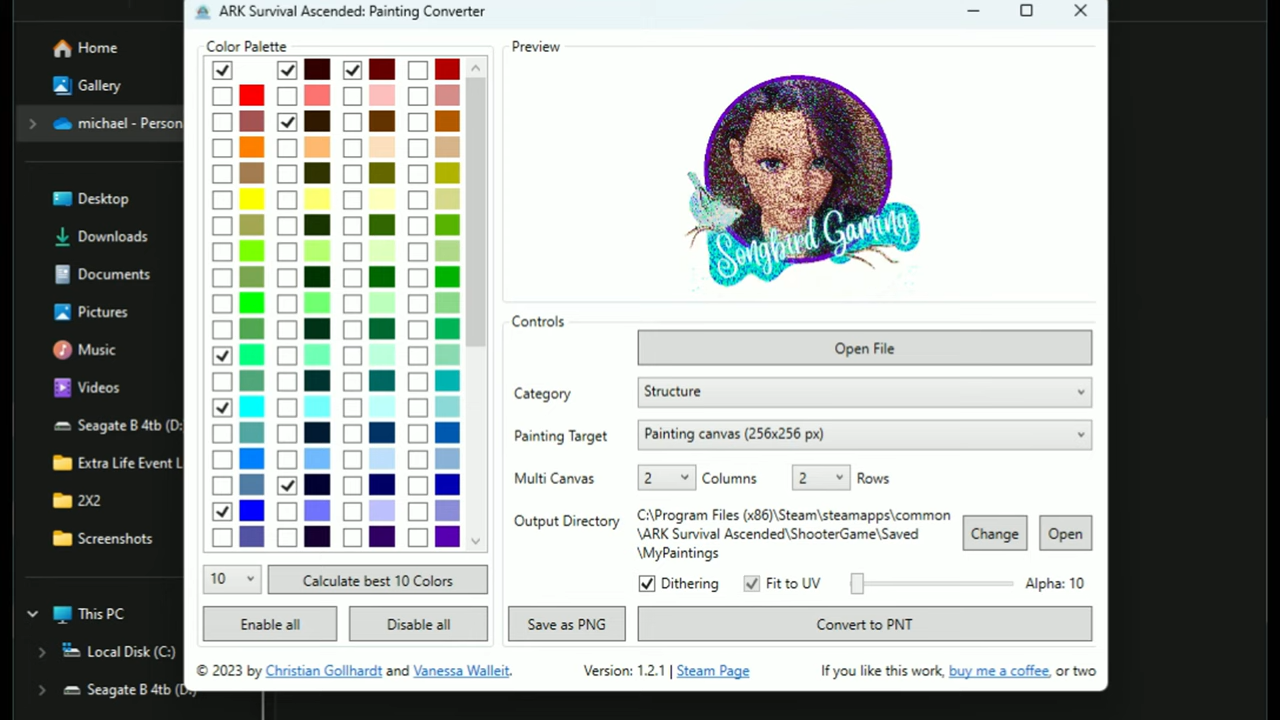 ARK Survival Ascended: Painting Converter
Home
Gallery
michael - Person
Desktop
Downloads
Documents
Pictures
Music
Videos
Seagate B 4tb (D:
Extra Life Event L
2X2
Screenshots
This PC
Local Disk (C:)
Seagate B 4tb (D:)
Color Palette
10
Calculate best 10 Colors
Enable all
Disable all
Preview
Songbird Gaming
Controls
Open File
Category
Structure
Painting Target
Painting canvas (256x256 px)
Multi Canvas
2
Columns
2
Rows
Output Directory
C:\Program Files (x86)\Steam\steamapps\common
\ARK Survival Ascended\ShooterGame\Saved
\MyPaintings
Change
Open
Dithering
Fit to UV
Alpha: 10
Save as PNG
Convert to PNT
© 2023 by Christian Gollhardt and Vanessa Walleit.
Version: 1.2.1 | Steam Page
If you like this work, buy me a coffee, or two